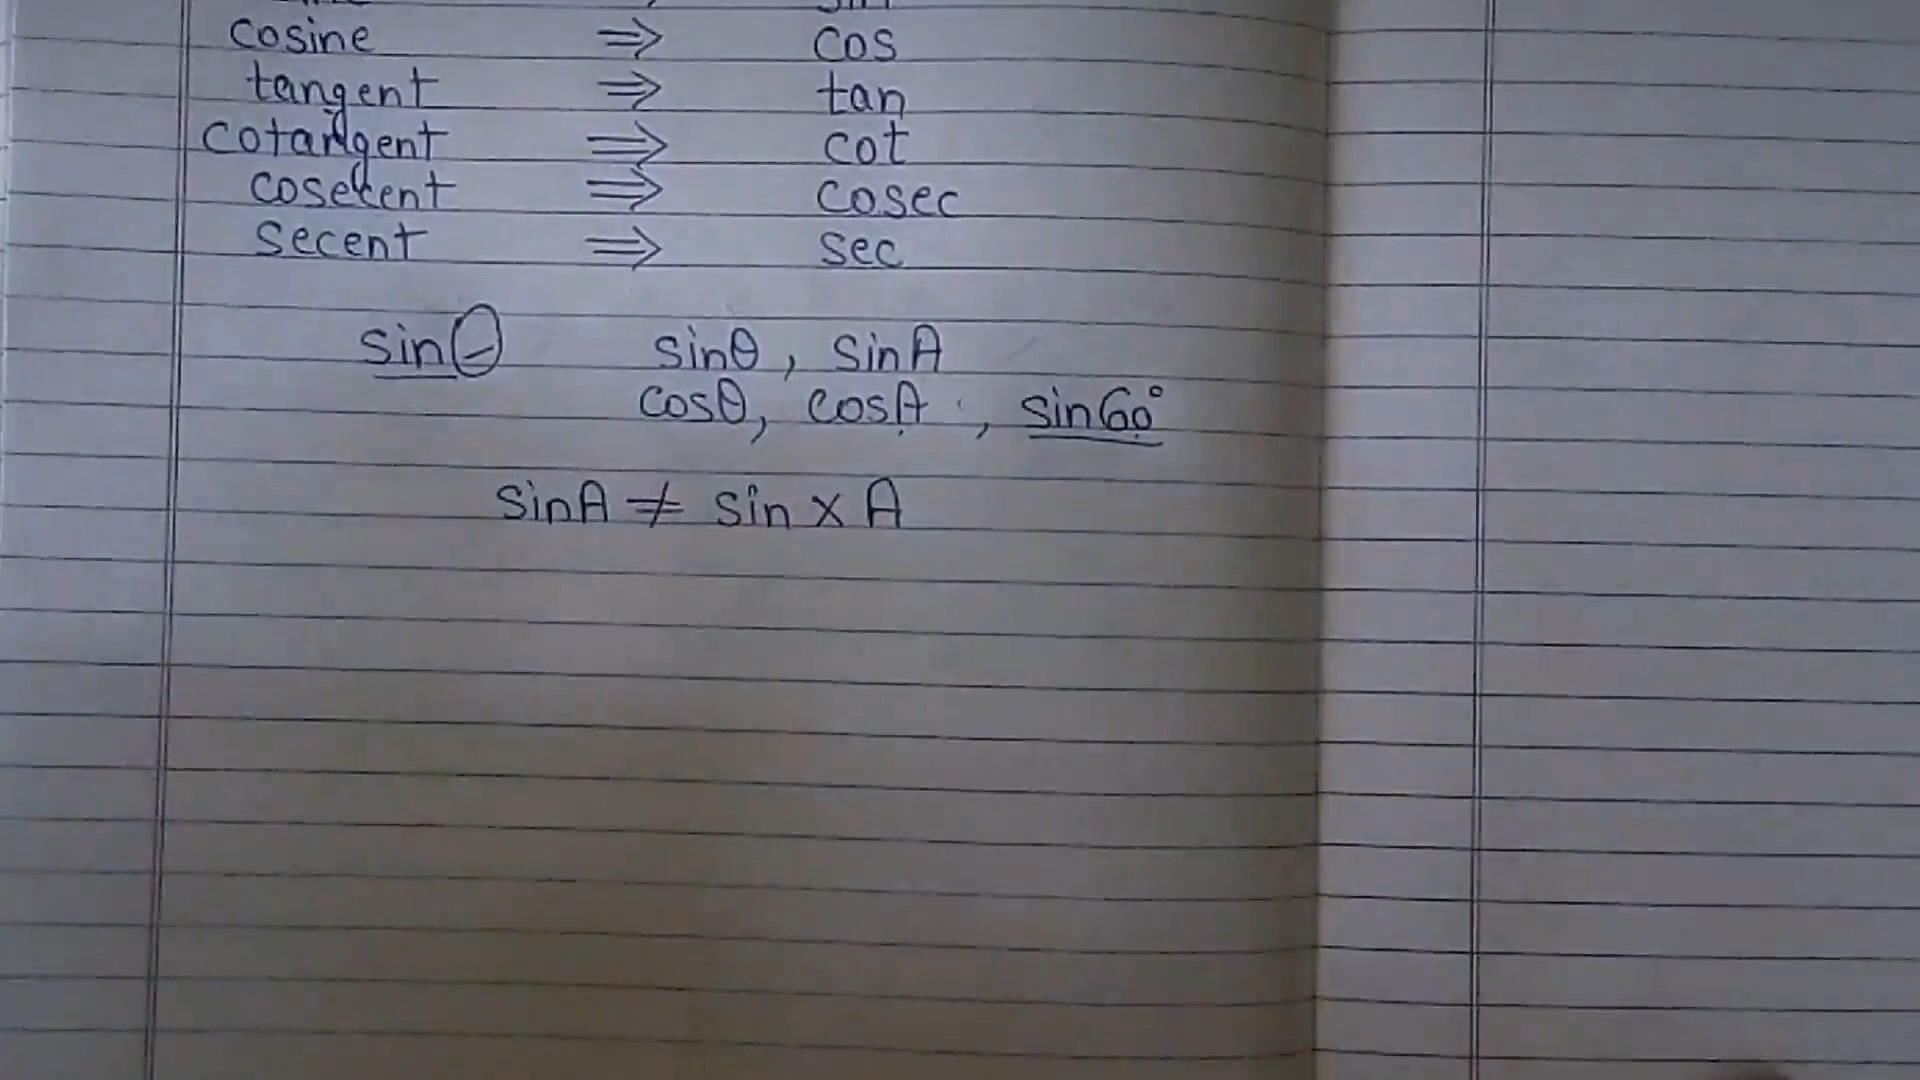 cosine ⇒ cos
tangent ⇒ tan
cotangent ⇒ cot
cosecent ⇒ cosec
secent ⇒ sec
sinθ sinθ, sinA
cosθ, cosA, sin60°
sinA ≠ sin x A